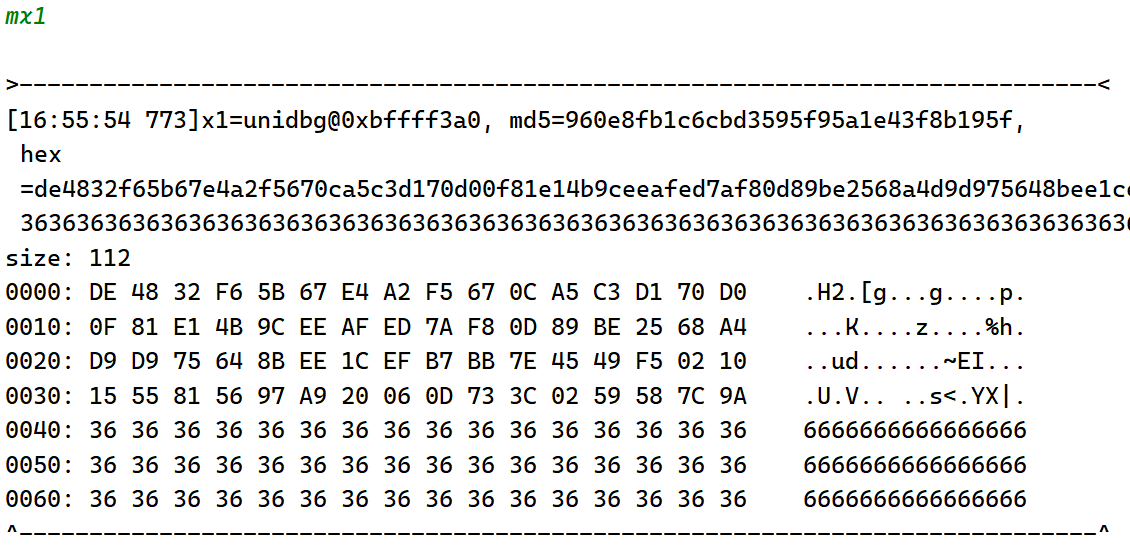 mx1
>-----------------------------------------------------------------------------<
[16:55:54 773]x1=unidbg@0xbffff3a0, md5=960e8fb1c6cbd3595f95a1e43f8b195f,
hex
=de4832f65b67e4a2f5670ca5c3d170d00f81e14b9ceeafed7af80d89be2568a4d9d975648bee1c
3636363636363636363636363636363636363636363636363636363636363636363636363636363
size: 112
0000: DE 48 32 F6 5B 67 E4 A2 F5 67 0C A5 C3 D1 70 D0    .H2.[g...g....p.
0010: 0F 81 E1 4B 9C EE AF ED 7A F8 0D 89 BE 25 68 A4    ...K....z....%h.
0020: D9 D9 75 64 8B EE 1C EF B7 BB 7E 45 49 F5 02 10    ..ud......~EI...
0030: 15 55 81 56 97 A9 20 06 0D 73 3C 02 59 58 7C 9A    .U.V.. ..s<.YX|.
0040: 36 36 36 36 36 36 36 36 36 36 36 36 36 36 36 36    6666666666666666
0050: 36 36 36 36 36 36 36 36 36 36 36 36 36 36 36 36    6666666666666666
0060: 36 36 36 36 36 36 36 36 36 36 36 36 36 36 36 36    6666666666666666
^-----------------------------------------------------------------------------^